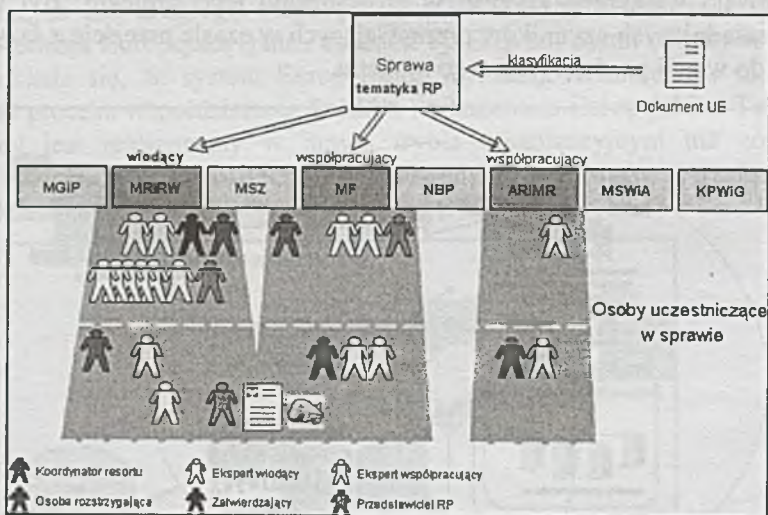 Sprawa
tematyka RP
klasyfikacja
Dokument UE
wiodący
współpracujący
współpracujący
MGiP
MRiRW
MSZ
MF
NBP
ARiMR
MSWiA
KPWiG
Osoby uczestniczące
w sprawie
Koordynator resortu
Ekspert wiodący
Ekspert współpracujący
Osoba rozstrzygająca
Zatwierdzający
Przedstawiciel RP